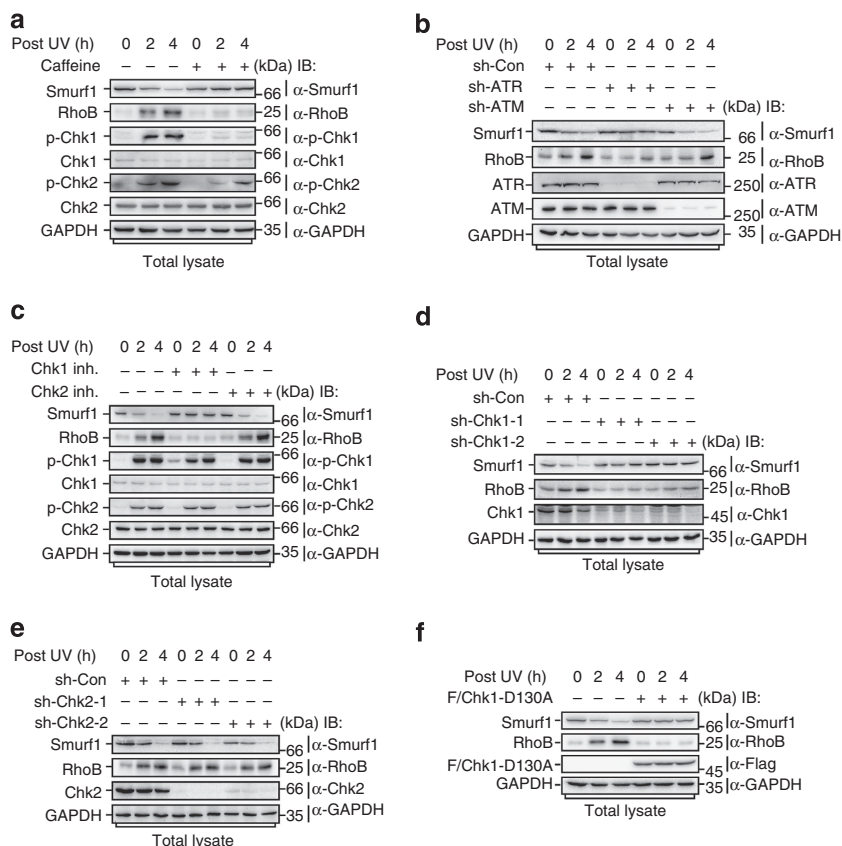 a
Post UV (h) 0 2 4 0 2 4
Caffeine – – – + + + (kDa) IB:
Smurf1 66 α-Smurf1
RhoB 25 α-RhoB
p-Chk1 66 α-p-Chk1
Chk1 66 α-Chk1
p-Chk2 66 α-p-Chk2
Chk2 66 α-Chk2
GAPDH 35 α-GAPDH
Total lysate
b
Post UV (h) 0 2 4 0 2 4 0 2 4
sh-Con + + + – – – – – –
sh-ATR – – – + + + – – –
sh-ATM – – – – – – + + + (kDa) IB:
Smurf1 66 α-Smurf1
RhoB 25 α-RhoB
ATR 250 α-ATR
ATM 250 α-ATM
GAPDH 35 α-GAPDH
Total lysate
c
Post UV (h) 0 2 4 0 2 4 0 2 4
Chk1 inh. – – – + + + – – –
Chk2 inh. – – – – – – + + + (kDa) IB:
Smurf1 66 α-Smurf1
RhoB 25 α-RhoB
p-Chk1 66 α-p-Chk1
Chk1 66 α-Chk1
p-Chk2 66 α-p-Chk2
Chk2 66 α-Chk2
GAPDH 35 α-GAPDH
Total lysate
d
Post UV (h) 0 2 4 0 2 4 0 2 4
sh-Con + + + – – – – – –
sh-Chk1-1 – – – + + + – – –
sh-Chk1-2 – – – – – – + + + (kDa) IB:
Smurf1 66 α-Smurf1
RhoB 25 α-RhoB
Chk1 45 α-Chk1
GAPDH 35 α-GAPDH
Total lysate
e
Post UV (h) 0 2 4 0 2 4 0 2 4
sh-Con + + + – – – – – –
sh-Chk2-1 – – – + + + – – –
sh-Chk2-2 – – – – – – + + + (kDa) IB:
Smurf1 66 α-Smurf1
RhoB 25 α-RhoB
Chk2 66 α-Chk2
GAPDH 35 α-GAPDH
Total lysate
f
Post UV (h) 0 2 4 0 2 4
F/Chk1-D130A – – – + + + (kDa) IB:
Smurf1 66 α-Smurf1
RhoB 25 α-RhoB
F/Chk1-D130A 45 α-Flag
GAPDH 35 α-GAPDH
Total lysate